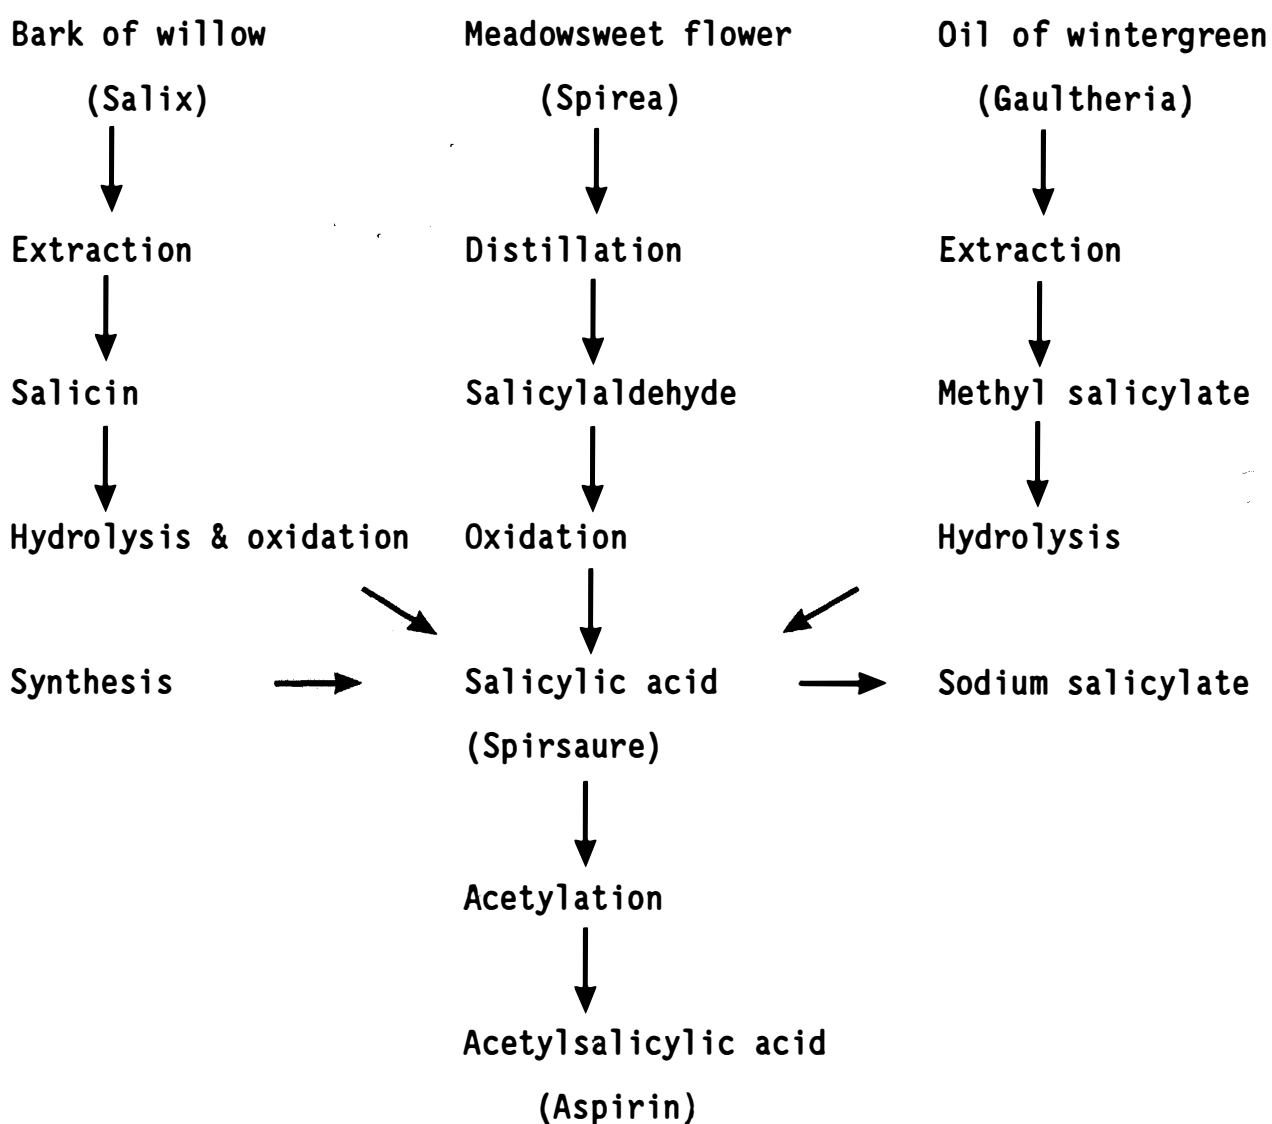 Bark of willow Meadowsweet flower Oil of wintergreen
(Salix) (Spirea) (Gaultheria)
Extraction Distillation Extraction
Salicin Salicylaldehyde Methyl salicylate
Hydrolysis & oxidation Oxidation Hydrolysis
Synthesis Salicylic acid Sodium salicylate
(Spirsaure)
Acetylation
Acetylsalicylic acid
(Aspirin)